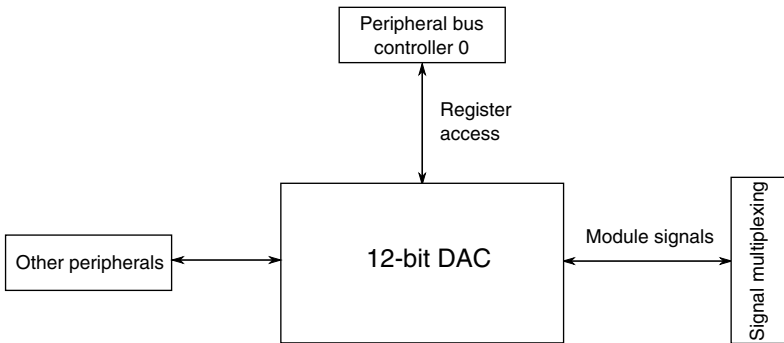 Peripheral bus
controller 0
Register
access
12-bit DAC
Other peripherals
Module signals
Signal multiplexing